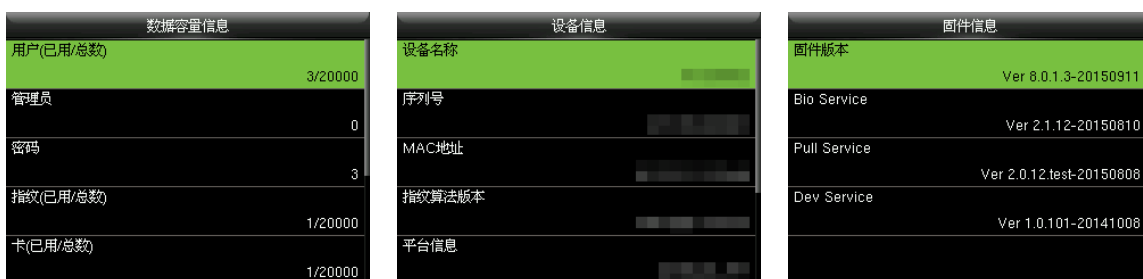 数据容量信息
用户(已用/总数)
3/20000
管理员
0
密码
3
指纹(已用/总数)
1/20000
卡(已用/总数)
1/20000
设备信息
设备名称
序列号
MAC地址
指纹算法版本
平台信息
固件信息
固件版本
Ver 8.0.1.3-20150911
Bio Service
Ver 2.1.12-20150810
Pull Service
Ver 2.0.12.test-20150808
Dev Service
Ver 1.0.101-20141008